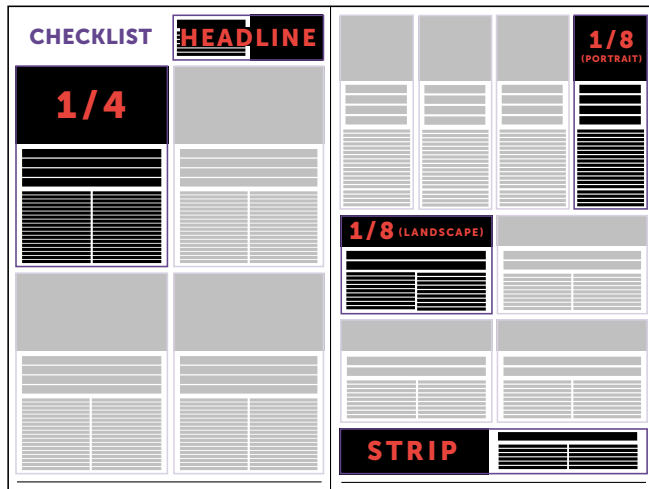 CHECKLIST
HEADLINE
1/4
1/8
(PORTRAIT)
1/8 (LANDSCAPE)
STRIP